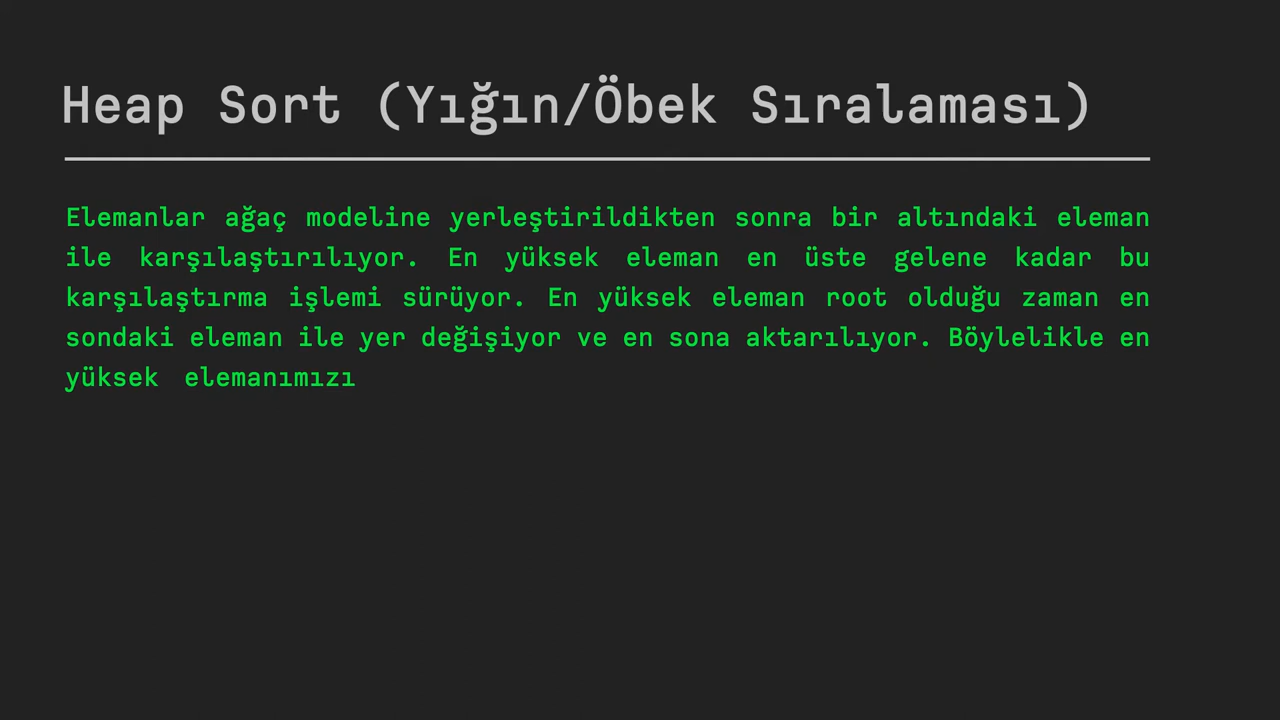 Heap Sort (Yığın/Öbek Sıralaması)
Elemanlar ağaç modeline yerleştirildikten sonra bir altındaki eleman
ile karşılaştırılıyor. En yüksek eleman en üste gelene kadar bu
karşılaştırma işlemi sürüyor. En yüksek eleman root olduğu zaman en
sondaki eleman ile yer değişiyor ve en sona aktarılıyor. Böylelikle en
yüksek elemanımızı